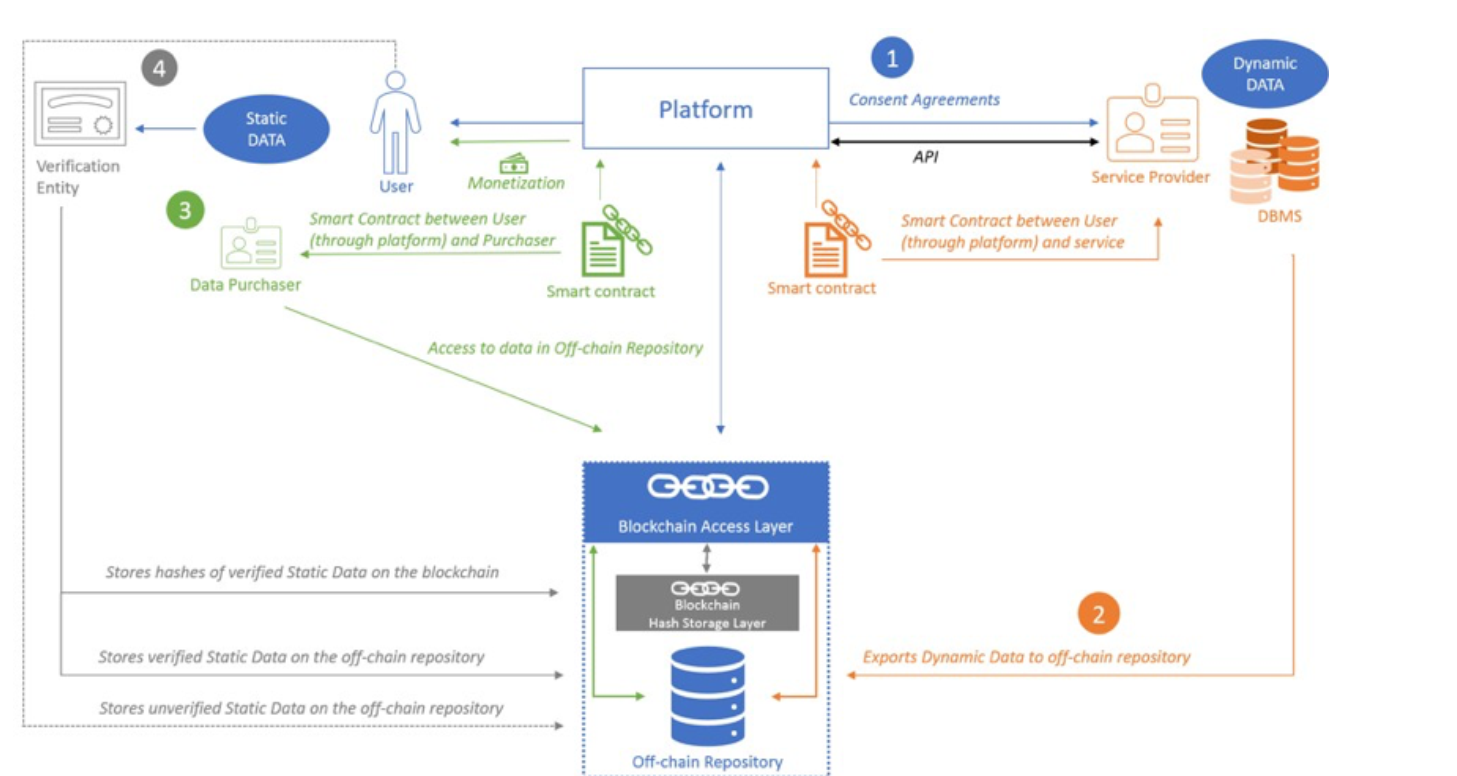 4
1
Dynamic
DATA
Platform
Consent Agreements
Static
DATA
API
Verification
Entity
User
Monetization
Service Provider
3
DBMS
Smart Contract between User
(through platform) and Purchaser
Smart Contract between User
(through platform) and service
Data Purchaser
Smart contract
Smart contract
Access to data in Off-chain Repository
Blockchain Access Layer
Stores hashes of verified Static Data on the blockchain
Blockchain
Hash Storage Layer
2
Stores verified Static Data on the off-chain repository
Exports Dynamic Data to off-chain repository
Stores unverified Static Data on the off-chain repository
Off-chain Repository